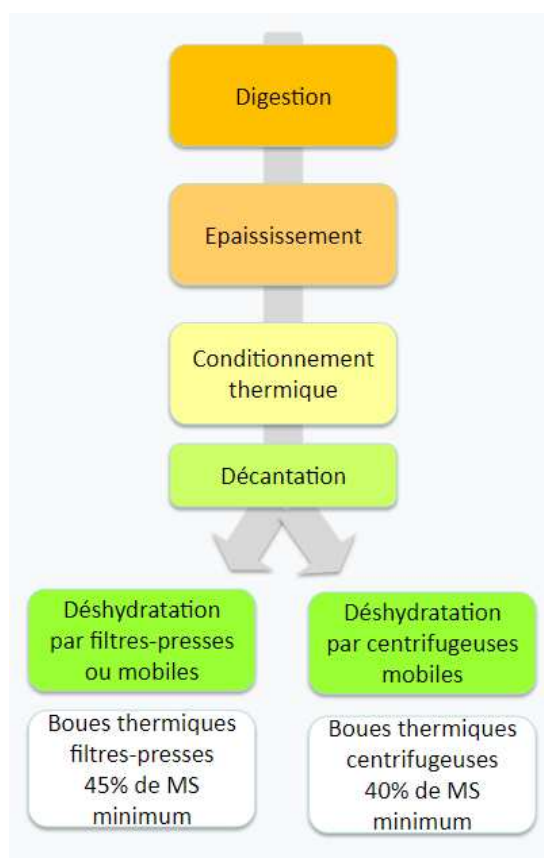 Digestion
Epaississement
Conditionnement
thermique
Décantation
Déshydratation
par filtres-presses
ou mobiles
Déshydratation
par centrifugeuses
mobiles
Boues thermiques
filtres-presses
45% de MS
minimum
Boues thermiques
centrifugeuses
40% de MS
minimum